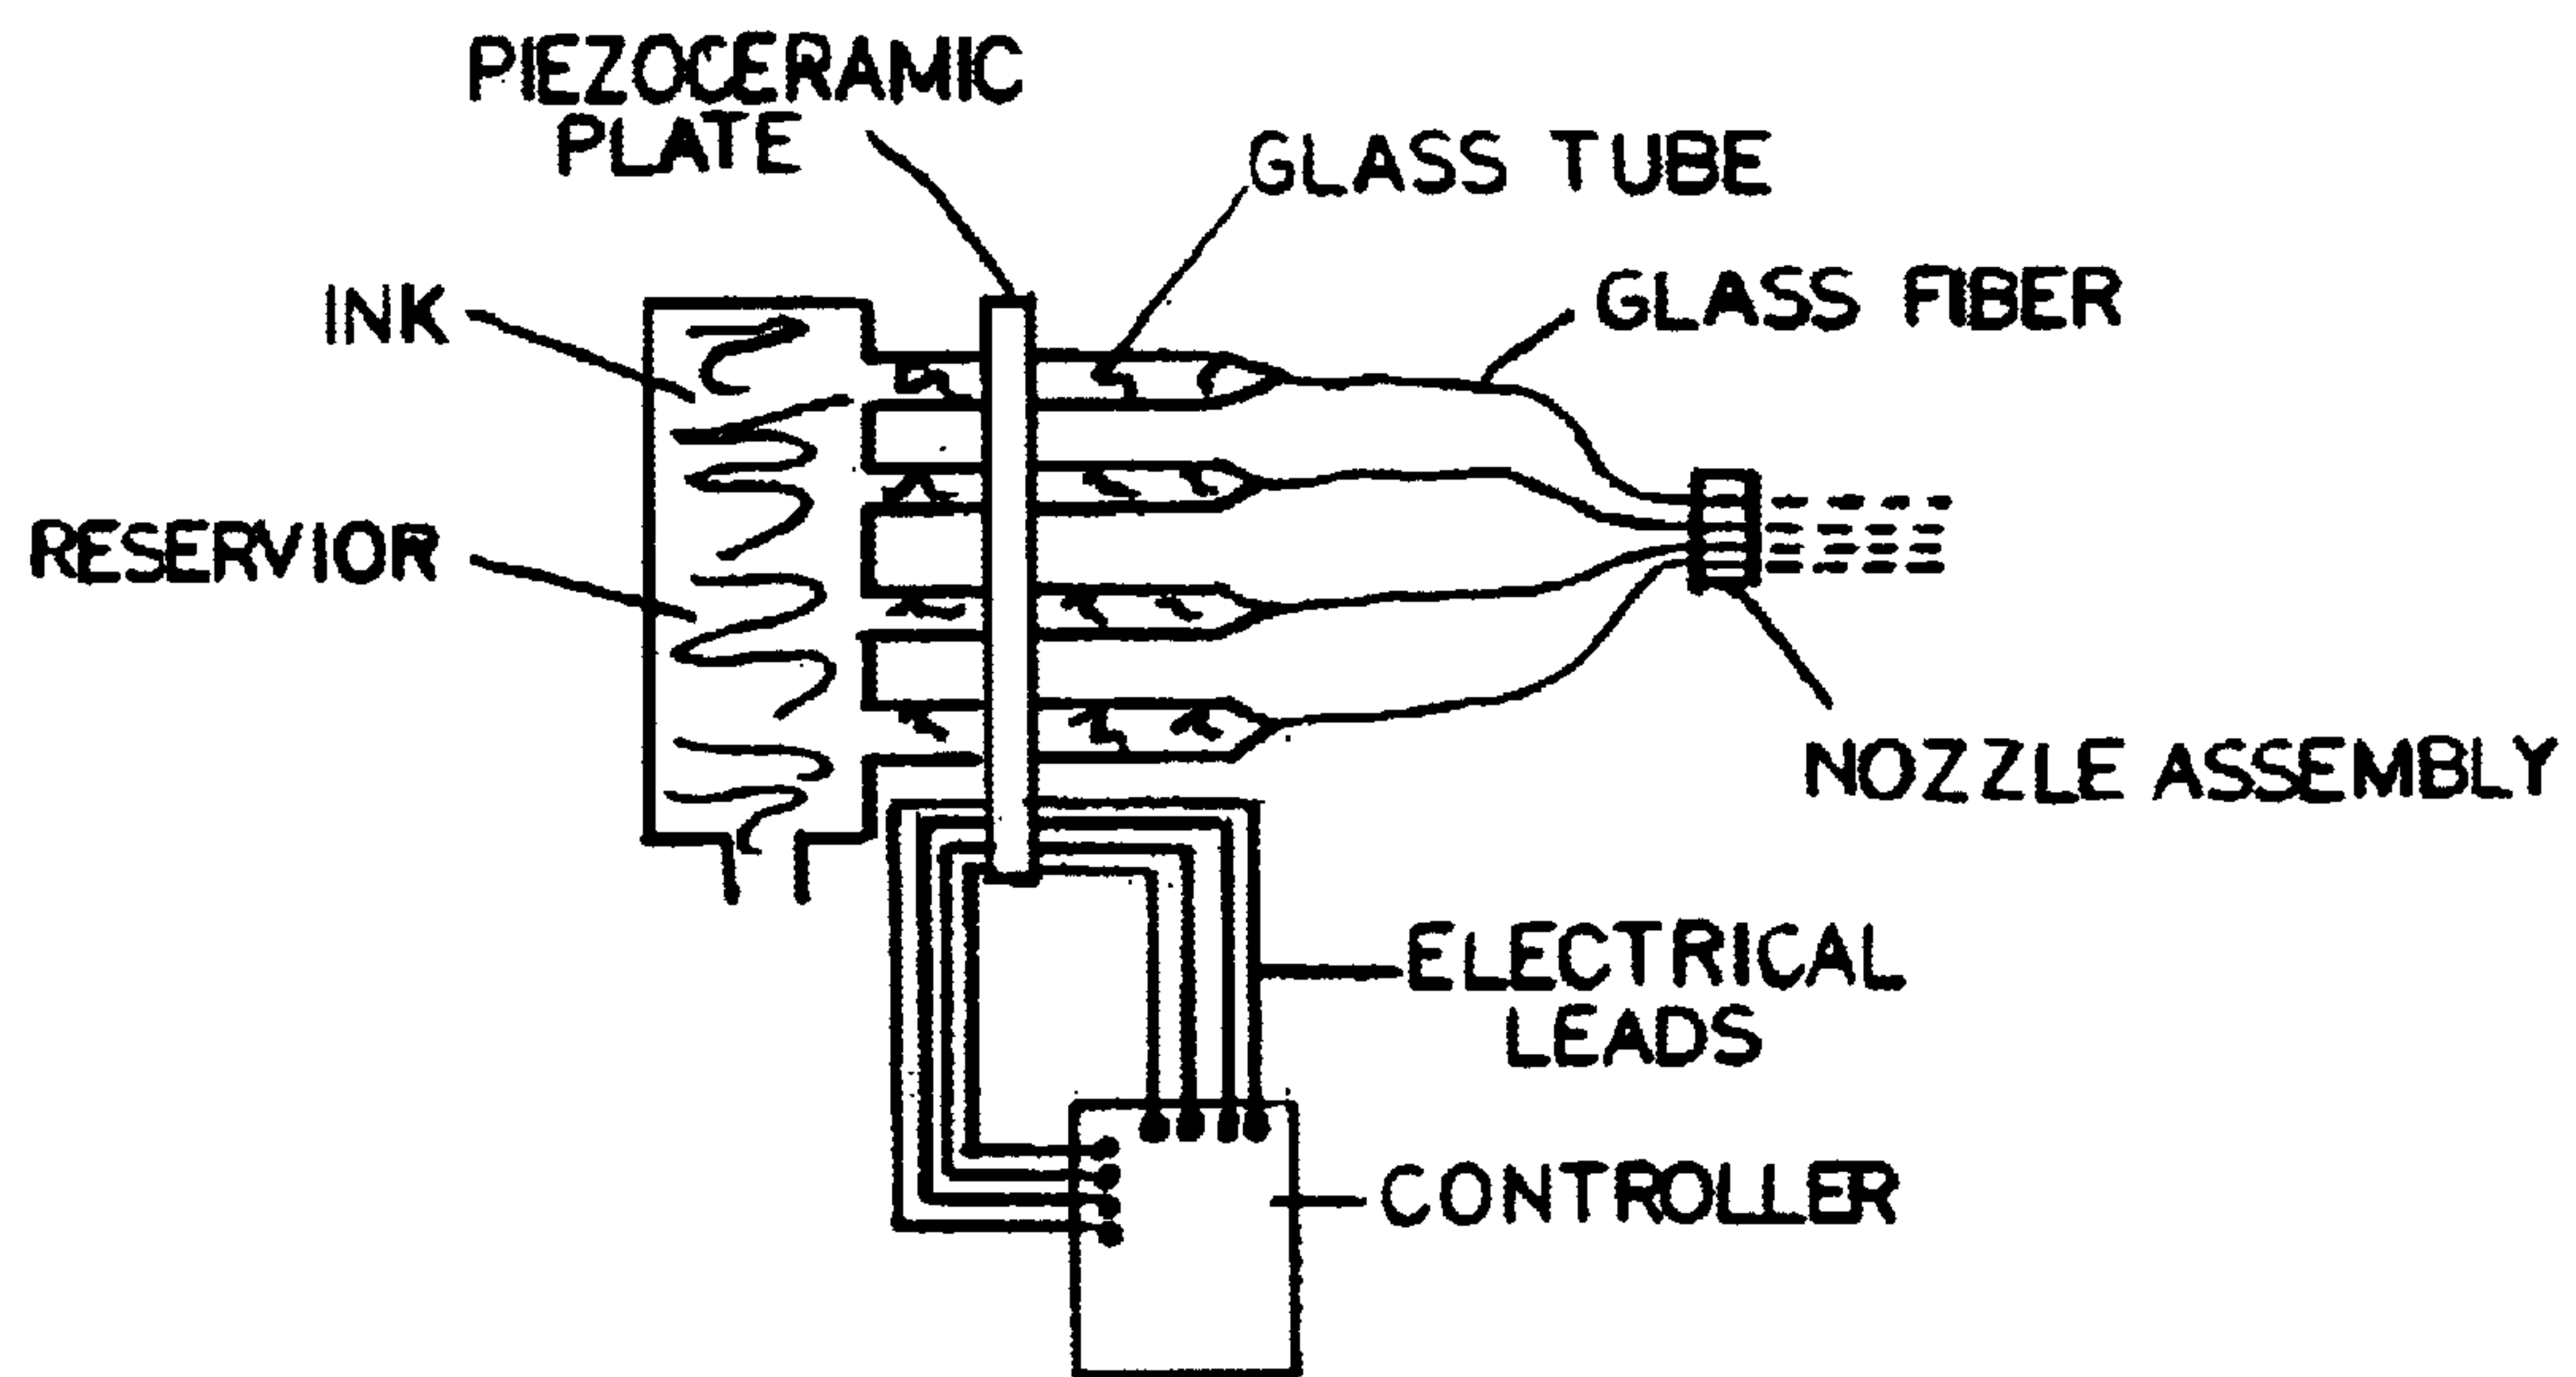 PIEZOCERAMIC
PLATE
GLASS TUBE
GLASS FIBER
INK
RESERVIOR
NOZZLE ASSEMBLY
ELECTRICAL
LEADS
CONTROLLER